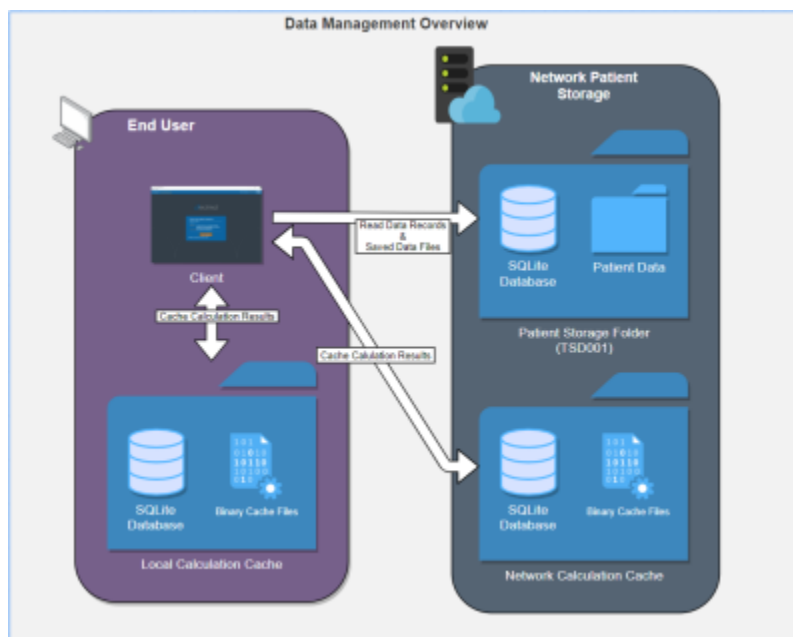 Data Management Overview
Network Patient
Storage
End User
Read Data Records
&
Saved Data Files
SQLite
Database
Patient Data
Client
Cache Calculation Results
Patient Storage Folder
(TSD001)
Cache Calulation Results
SQLite
Database
Binary Cache Files
Local Calculation Cache
SQLite
Database
Binary Cache Files
Network Calculation Cache